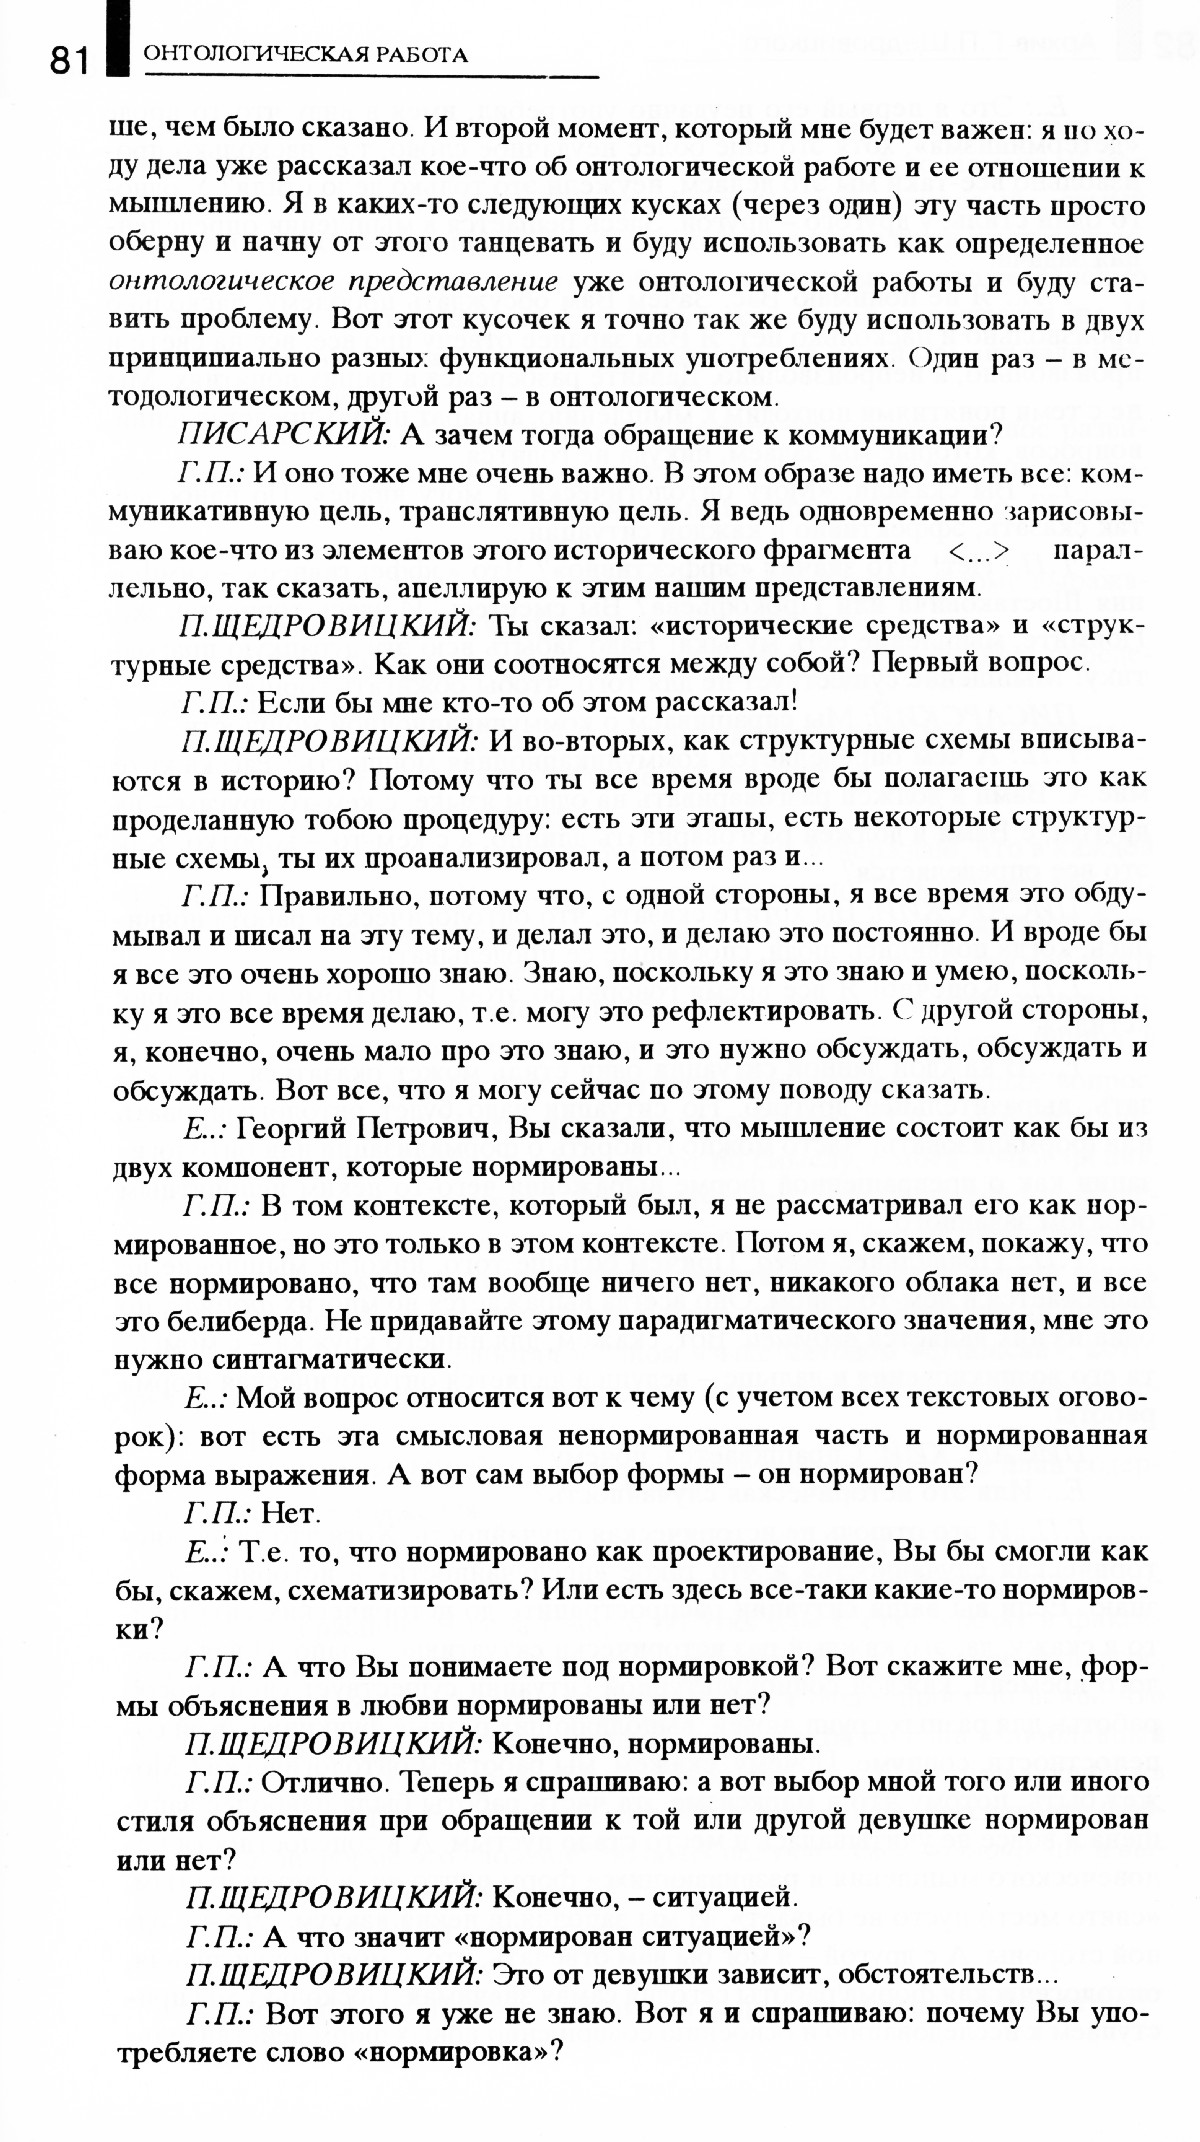 81
ОНТОЛОГИЧЕСКАЯ РАБОТА
ше, чем было сказано. И второй момент, который мне будет важен: я по хо-
ду дела уже рассказал кое-что об онтологической работе и ее отношении к
мышлению. Я в каких-то следующих кусках (через один) эту часть просто
оберну и начну от этого танцевать и буду использовать как определенное
онтологическое представление уже онтологической работы и буду ста-
вить проблему. Вот этот кусочек я точно так же буду использовать в двух
принципиально разных функциональных употреблениях. Один раз – в ме-
тодологическом, другой раз – в онтологическом.
ПИСАРСКИЙ: А зачем тогда обращение к коммуникации?
Г.П.: И оно тоже мне очень важно. В этом образе надо иметь все: ком-
муникативную цель, транслятивную цель. Я ведь одновременно зарисовы-
ваю кое-что из элементов этого исторического фрагмента <...> парал-
лельно, так сказать, апеллирую к этим нашим представлениям.
П.ЩЕДРОВИЦКИЙ: Ты сказал: «исторические средства» и «струк-
турные средства». Как они соотносятся между собой? Первый вопрос.
Г.П.: Если бы мне кто-то об этом рассказал!
П.ЩЕДРОВИЦКИЙ: И во-вторых, как структурные схемы вписыва-
ются в историю? Потому что ты все время вроде бы полагаешь это как
проделанную тобою процедуру: есть эти этапы, есть некоторые структур-
ные схемы, ты их проанализировал, а потом раз и...
Г.П.: Правильно, потому что, с одной стороны, я все время это обду-
мывал и писал на эту тему, и делал это, и делаю это постоянно. И вроде бы
я все это очень хорошо знаю. Знаю, поскольку я это знаю и умею, посколь-
ку я это все время делаю, т.е. могу это рефлектировать. С другой стороны,
я, конечно, очень мало про это знаю, и это нужно обсуждать, обсуждать и
обсуждать. Вот все, что я могу сейчас по этому поводу сказать.
Е..: Георгий Петрович, Вы сказали, что мышление состоит как бы из
двух компонент, которые нормированы...
Г.П.: В том контексте, который был, я не рассматривал его как нор-
мированное, но это только в этом контексте. Потом я, скажем, покажу, что
все нормировано, что там вообще ничего нет, никакого облака нет, и все
это белиберда. Не придавайте этому парадигматического значения, мне это
нужно синтагматически.
Е..: Мой вопрос относится вот к чему (с учетом всех текстовых огово-
рок): вот есть эта смысловая ненормированная часть и нормированная
форма выражения. А вот сам выбор формы – он нормирован?
Г.П.: Нет.
Е..: Т.е. то, что нормировано как проектирование, Вы бы смогли как
бы, скажем, схематизировать? Или есть здесь все-таки какие-то нормиров-
ки?
Г.П.: А что Вы понимаете под нормировкой? Вот скажите мне, фор-
мы объяснения в любви нормированы или нет?
П.ЩЕДРОВИЦКИЙ: Конечно, нормированы.
Г.П.: Отлично. Теперь я спрашиваю: а вот выбор мной того или иного
стиля объяснения при обращении к той или другой девушке нормирован
или нет?
П.ЩЕДРОВИЦКИЙ: Конечно, – ситуацией.
Г.П.: А что значит «нормирован ситуацией»?
П.ЩЕДРОВИЦКИЙ: Это от девушки зависит, обстоятельств...
Г.П.: Вот этого я уже не знаю. Вот я и спрашиваю: почему Вы упо-
требляете слово «нормировка»?